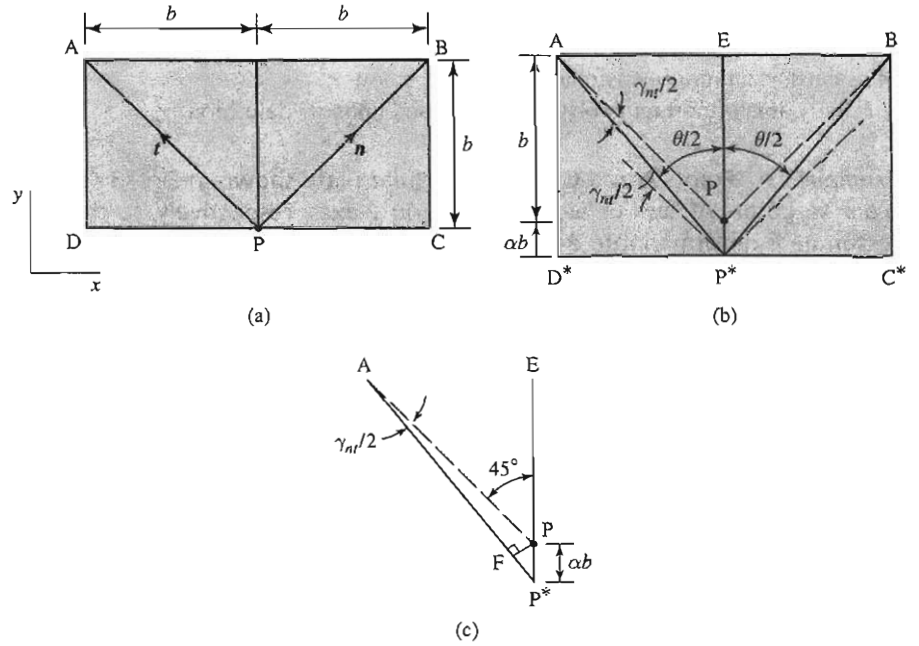 b b
A B
t n
b
y
D P C
x
(a)
A E B
γnt/2
b
θ/2 θ/2
P
γnt/2
αb
D* P* C*
(b)
A E
γnt/2
45°
P
F αb
P*
(c)